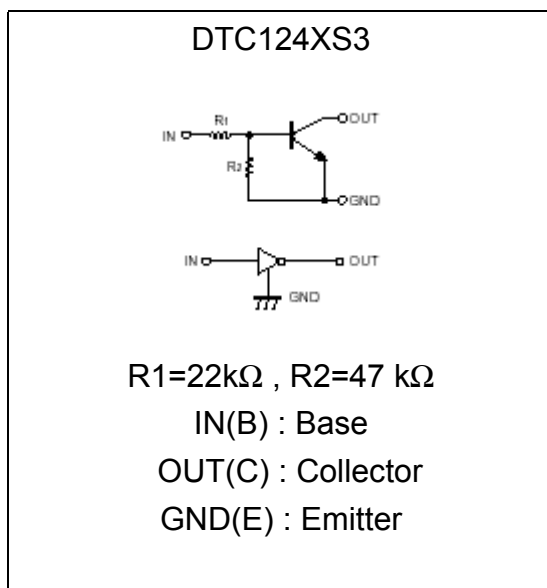 DTC124XS3
R1
OUT
IN
R2
GND
IN
OUT
GND
R1=22kΩ , R2=47 kΩ
IN(B) : Base
OUT(C) : Collector
GND(E) : Emitter